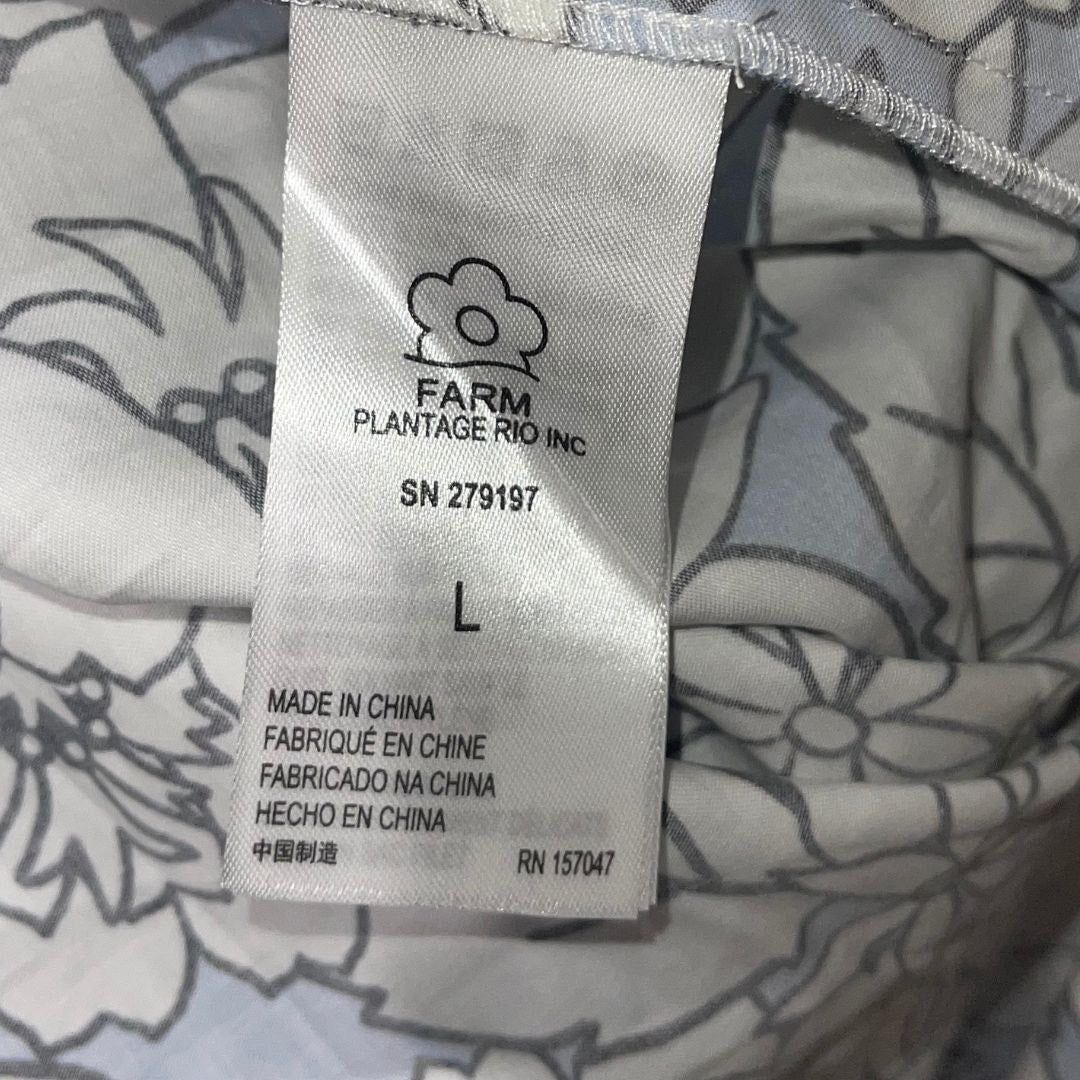 FARM
PLANTAGE RIO INC
SN 279197
L
MADE IN CHINA
FABRIQUÉ EN CHINE
FABRICADO NA CHINA
HECHO EN CHINA
中国制造
RN 157047